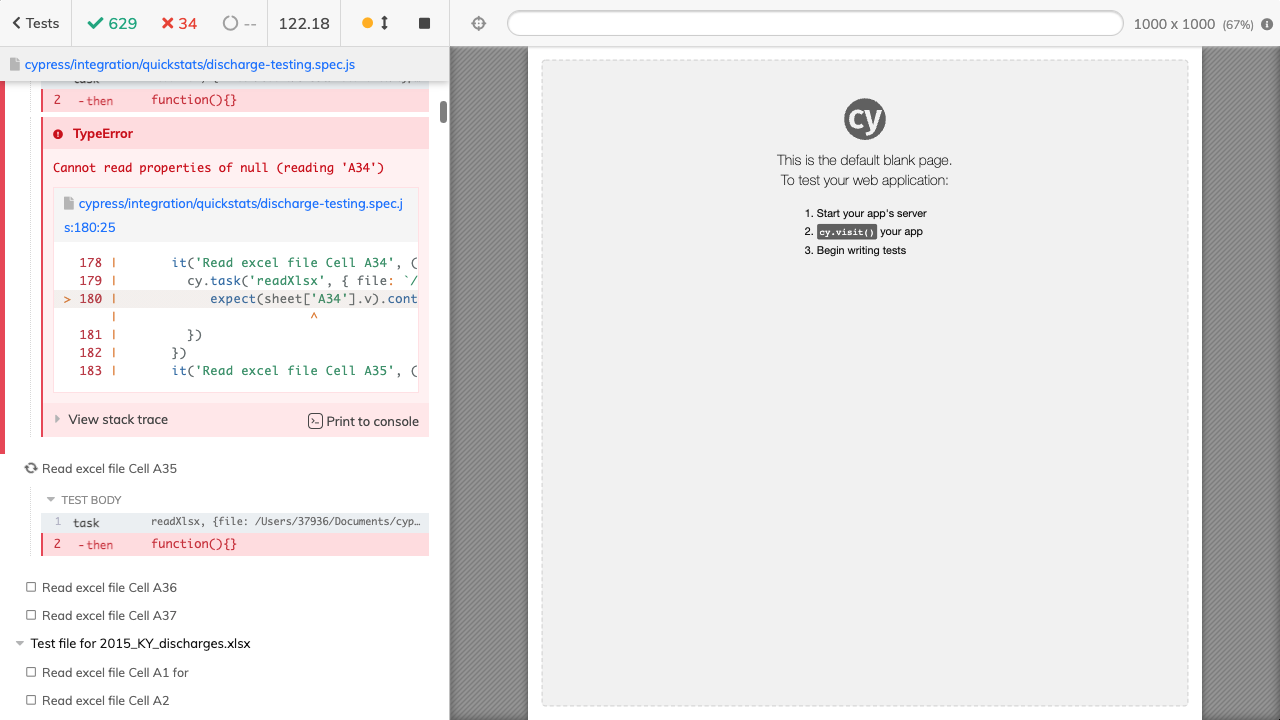 Tests
629
34
--
122.18
1000 x 1000 (67%)
cypress/integration/quickstats/discharge-testing.spec.js
2 -then function(){}
TypeError
Cannot read properties of null (reading 'A34')
cypress/integration/quickstats/discharge-testing.spec.j
s:180:25
178 | it('Read excel file Cell A34', (
179 | cy.task('readXlsx', { file: `/
> 180 | expect(sheet['A34'].v).cont
| ^
181 | })
182 | })
183 | it('Read excel file Cell A35', (
View stack trace
Print to console
Read excel file Cell A35
TEST BODY
1 task readXlsx, {file: /Users/37936/Documents/cyp...
2 -then function(){}
Read excel file Cell A36
Read excel file Cell A37
Test file for 2015_KY_discharges.xlsx
Read excel file Cell A1 for
Read excel file Cell A2
cy
This is the default blank page.
To test your web application:
1. Start your app's server
2. cy.visit() your app
3. Begin writing tests